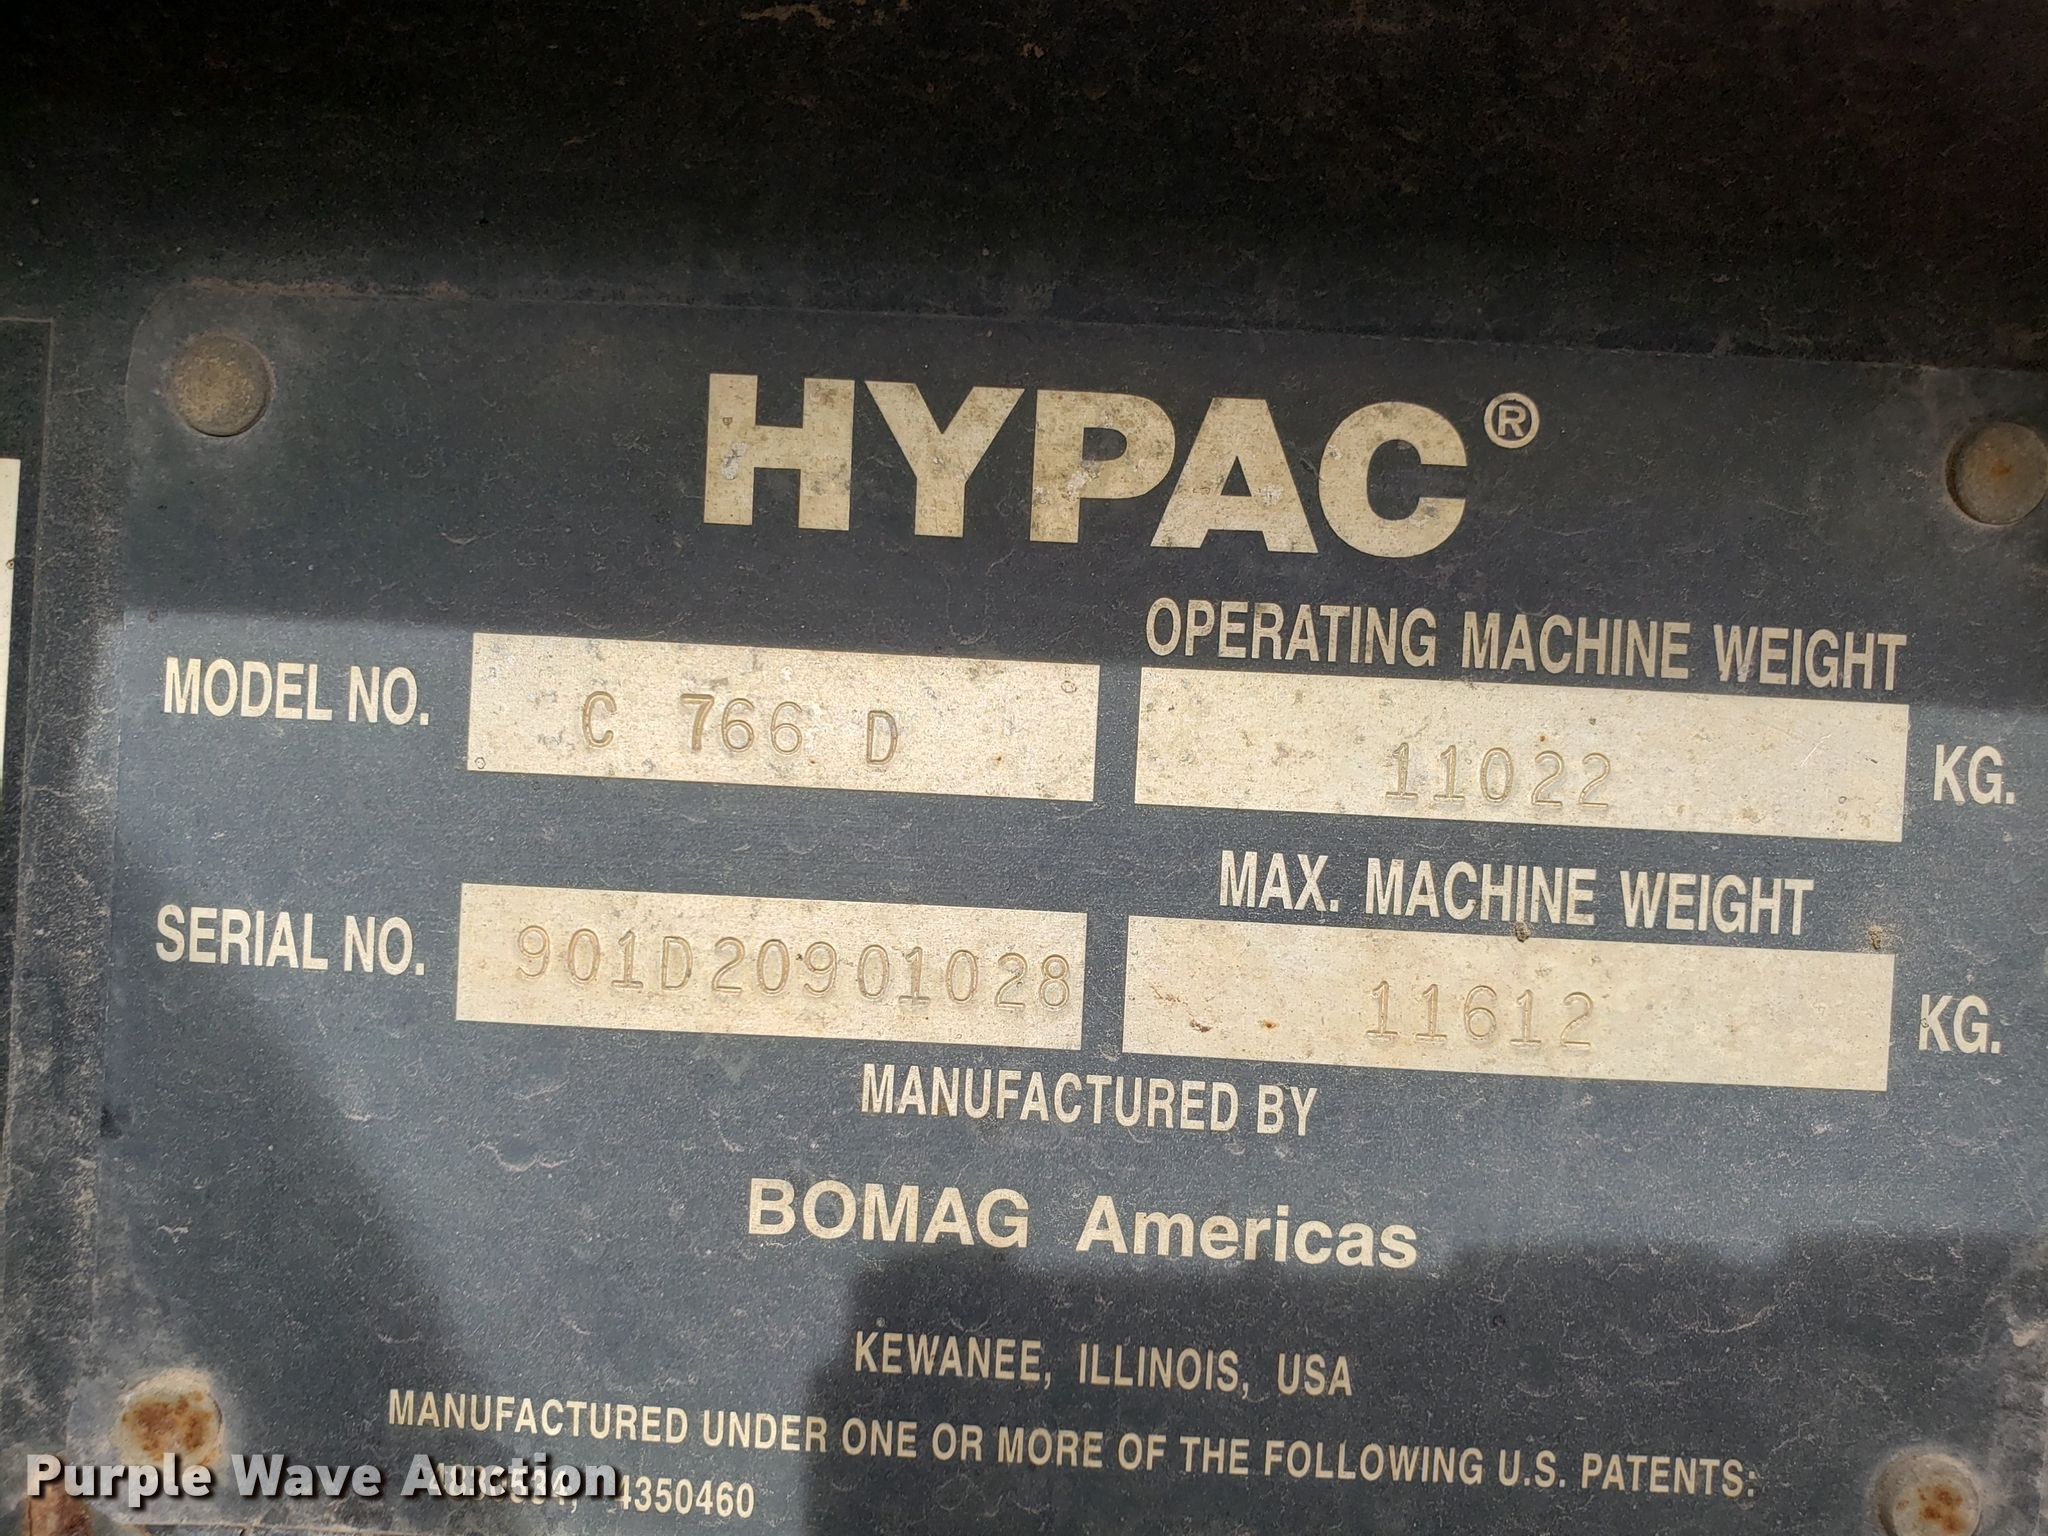 HYPAC®
MODEL NO. C 766 D
OPERATING MACHINE WEIGHT
11022 KG.
SERIAL NO. 901D20901028
MAX. MACHINE WEIGHT
11612 KG.
MANUFACTURED BY
BOMAG Americas
KEWANEE, ILLINOIS, USA
MANUFACTURED UNDER ONE OR MORE OF THE FOLLOWING U.S. PATENTS:
4350460
Purple Wave Auction